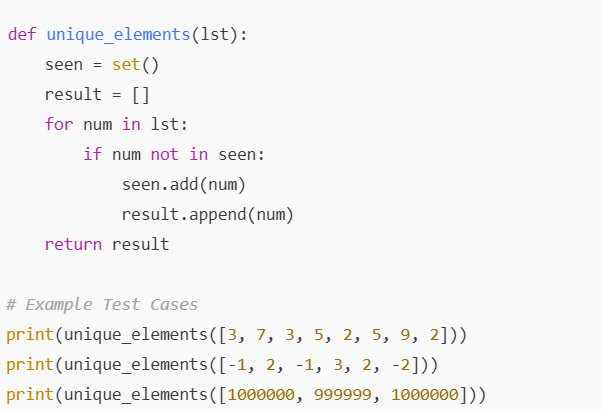 def unique_elements(lst):
    seen = set()
    result = []
    for num in lst:
        if num not in seen:
            seen.add(num)
            result.append(num)
    return result

# Example Test Cases
print(unique_elements([3, 7, 3, 5, 2, 5, 9, 2]))
print(unique_elements([-1, 2, -1, 3, 2, -2]))
print(unique_elements([1000000, 999999, 1000000]))